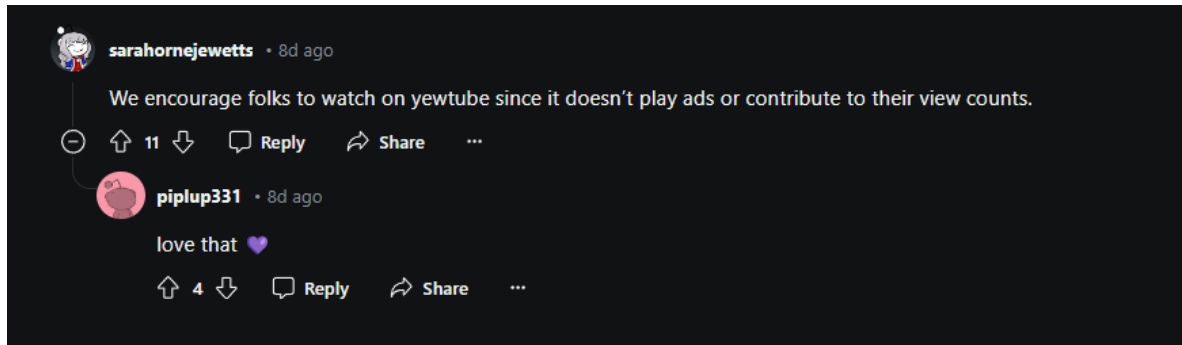 sarahornejewetts • 8d ago
We encourage folks to watch on yewtube since it doesn’t play ads or contribute to their view counts.
11 Reply Share ...
piplup331 • 8d ago
love that 💜
4 Reply Share ...